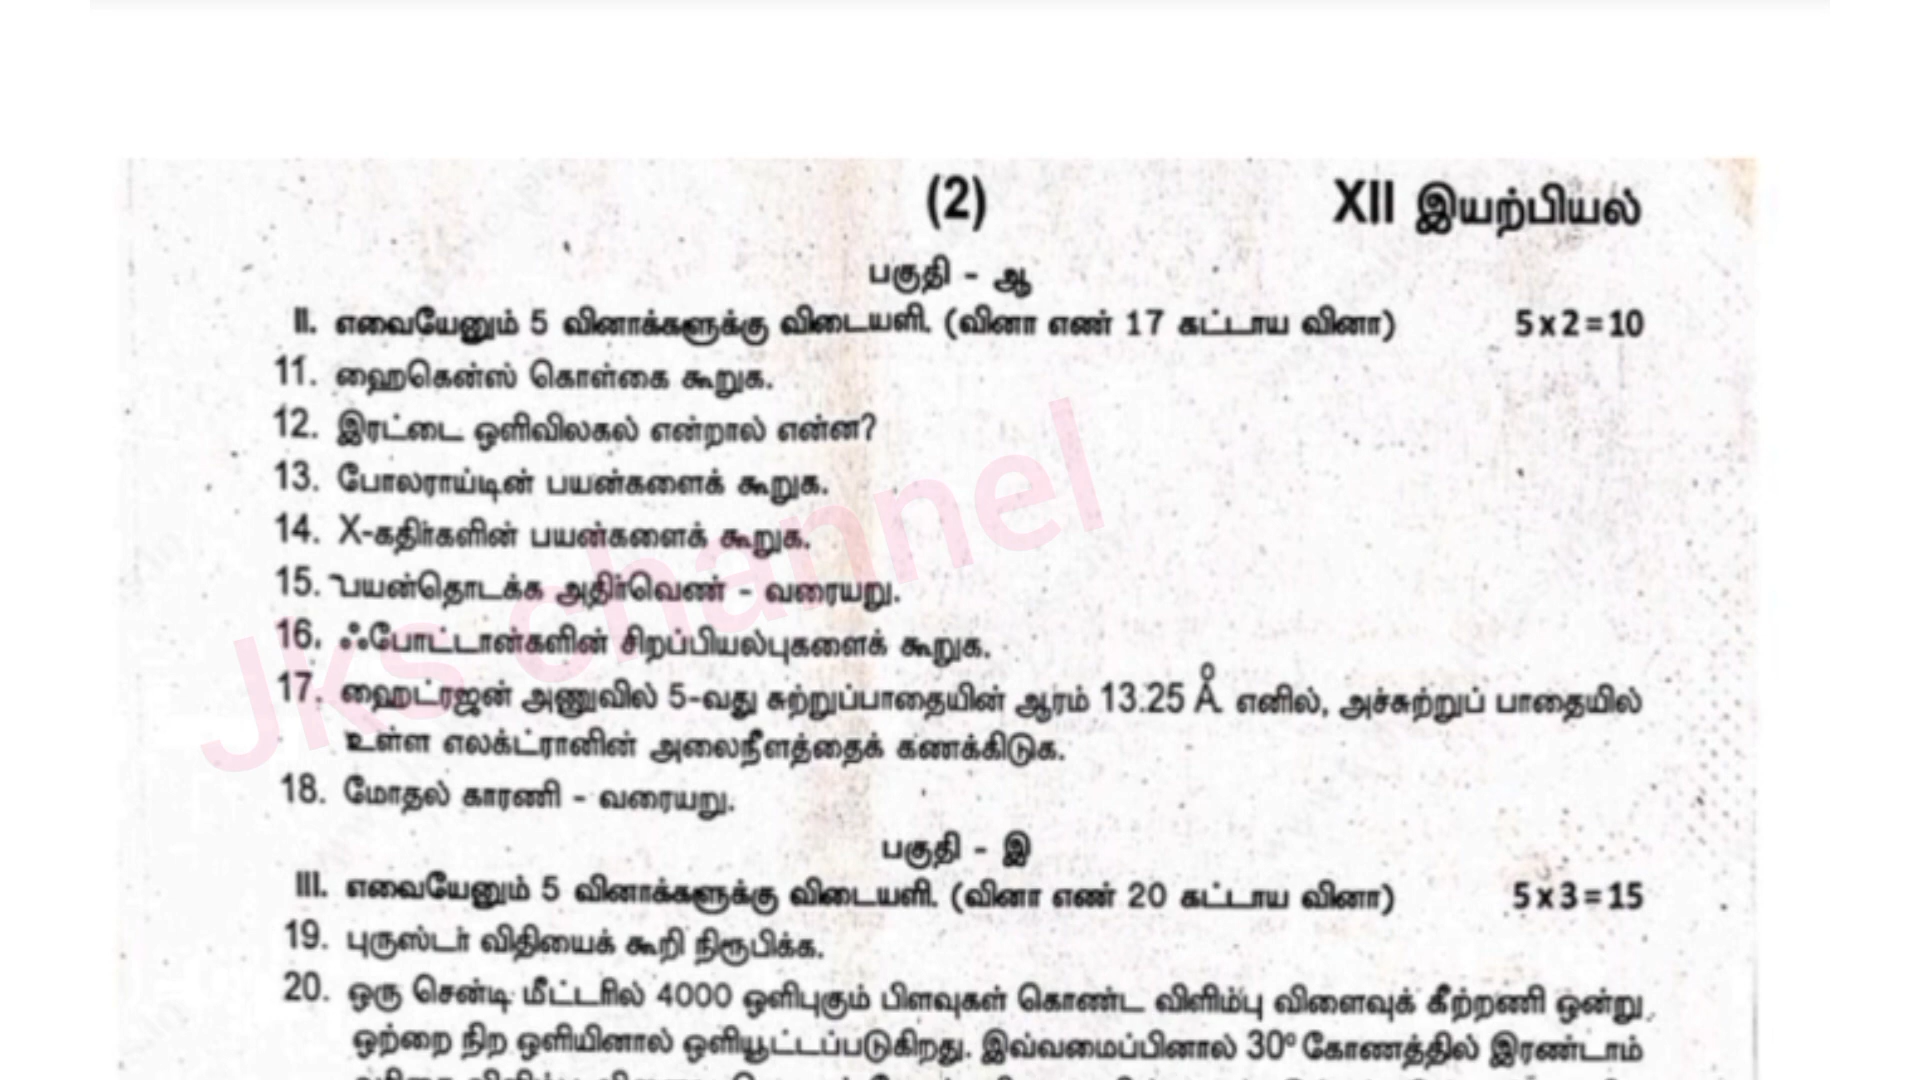 (2)
XII இயற்பியல்
பகுதி - ஆ
II. எவையேனும் 5 வினாக்களுக்கு விடையளி. (வினா எண் 17 கட்டாய வினா) 5 x 2 = 10
11. ஹைகென்ஸ் கொள்கை கூறுக.
12. இரட்டை ஒளிவிலகல் என்றால் என்ன?
13. போலராய்டின் பயன்களைக் கூறுக.
14. X-கதிர்களின் பயன்களைக் கூறுக.
15. பயன்தொடக்க அதிர்வெண் - வரையறு.
16. ஃபோட்டான்களின் சிறப்பியல்புகளைக் கூறுக.
17. ஹைட்ரஜன் அணுவில் 5-வது சுற்றுப்பாதையின் ஆரம் 13.25 Å எனில், அச்சுற்றுப் பாதையில்
உள்ள எலக்ட்ரானின் அலைநீளத்தைக் கணக்கிடுக.
18. மோதல் காரணி - வரையறு.
பகுதி - இ
III. எவையேனும் 5 வினாக்களுக்கு விடையளி. (வினா எண் 20 கட்டாய வினா) 5 x 3 = 15
19. புருஸ்டர் விதியைக் கூறி நிரூபிக்க.
20. ஒரு சென்டி மீட்டரில் 4000 ஒளிபுகும் பிளவுகள் கொண்ட விளிம்பு விளைவுக் கீற்றணி ஒன்று
ஒற்றை நிற ஒளியினால் ஒளியூட்டப்படுகிறது. இவ்வமைப்பினால் 30° கோணத்தில் இரண்டாம்
Jks channel